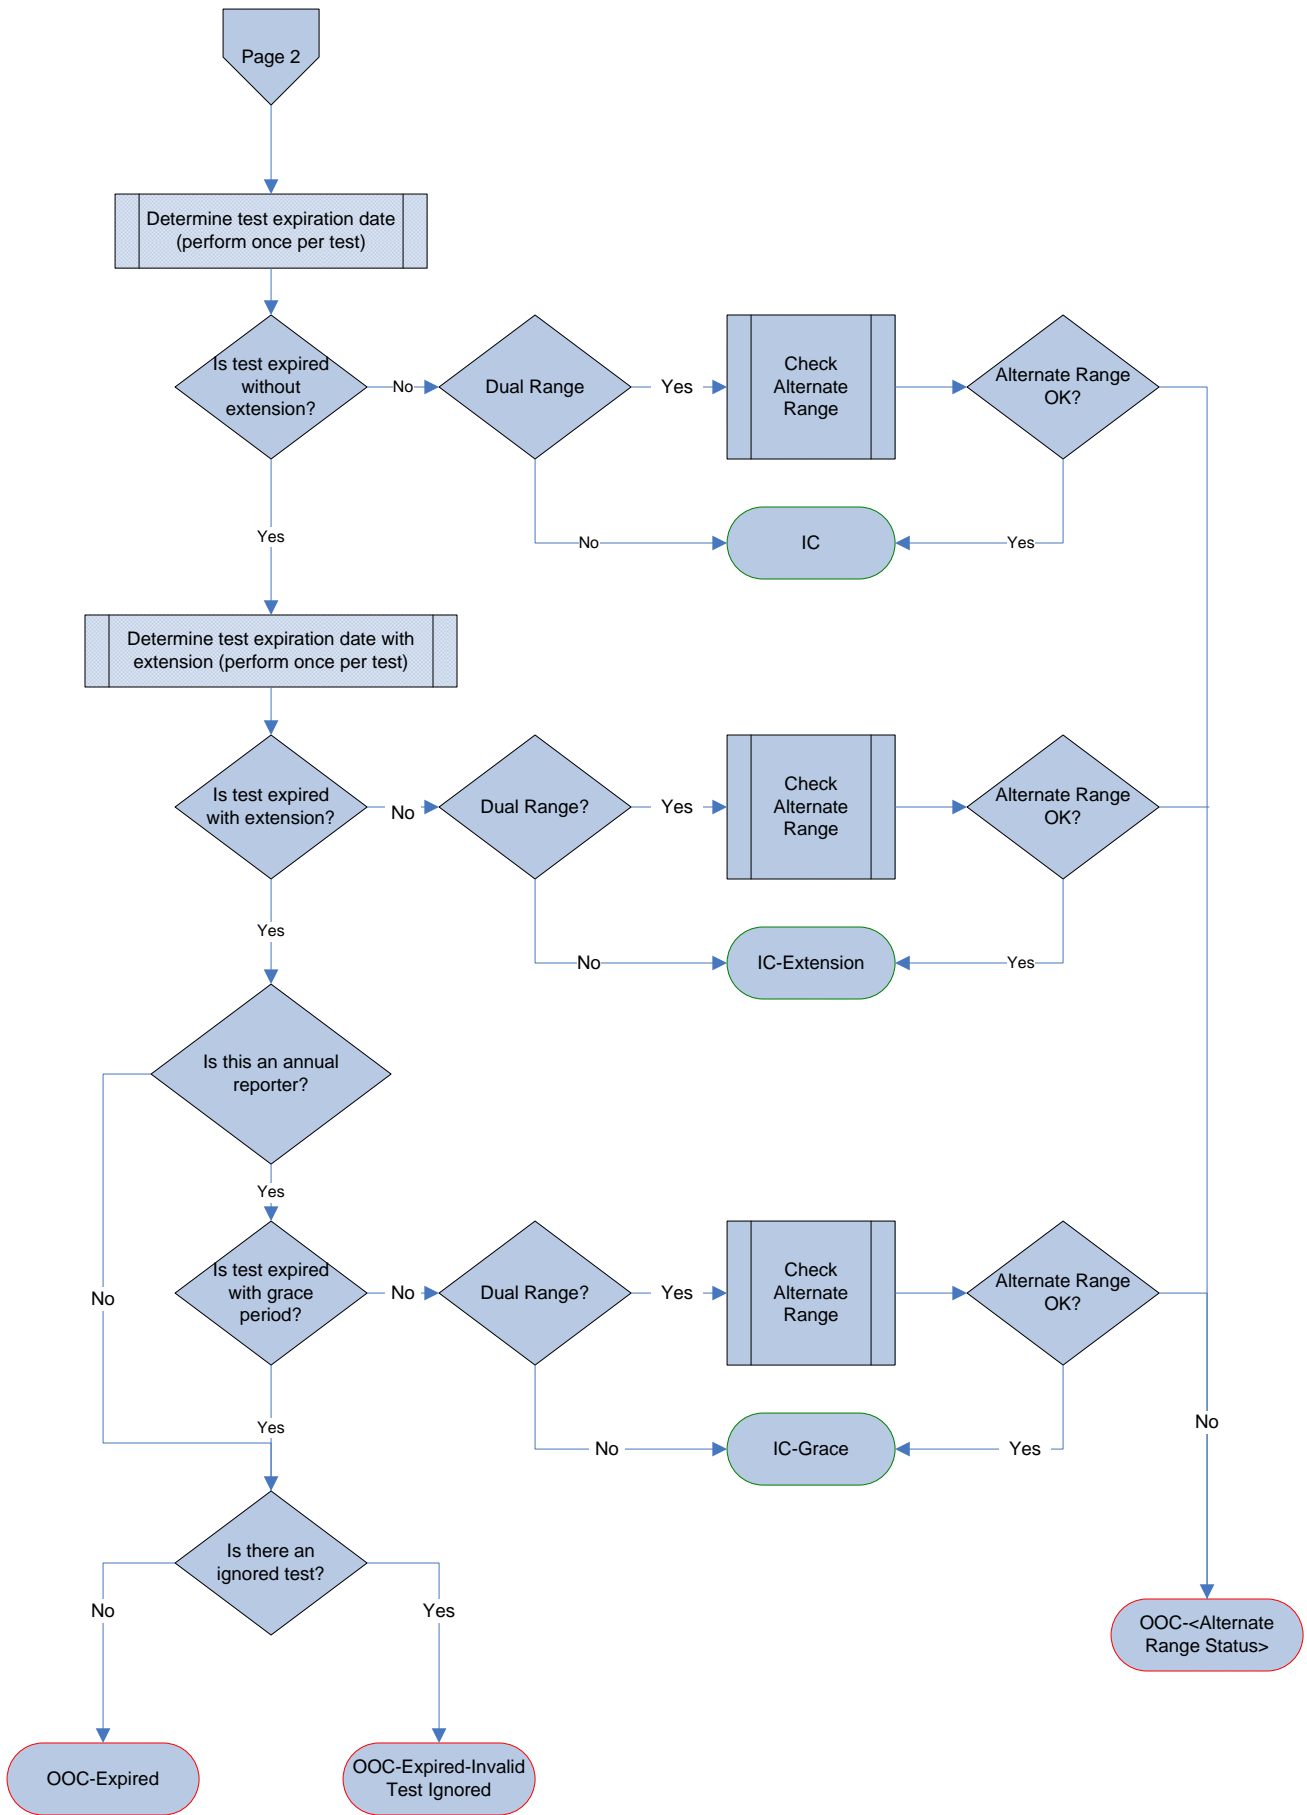 Page 2
Determine test expiration date
(perform once per test)
Is test expired
without
extension?
No
Dual Range
Yes
Check
Alternate
Range
Alternate Range
OK?
Yes
No
IC
Yes
Determine test expiration date with
extension (perform once per test)
Is test expired
with extension?
No
Dual Range?
Yes
Check
Alternate
Range
Alternate Range
OK?
Yes
No
IC-Extension
Yes
Is this an annual
reporter?
Yes
No
Is test expired
with grace
period?
No
Dual Range?
Yes
Check
Alternate
Range
Alternate Range
OK?
Yes
No
IC-Grace
Yes
No
Is there an
ignored test?
No
Yes
OOC-<Alternate
Range Status>
OOC-Expired
OOC-Expired-Invalid
Test Ignored